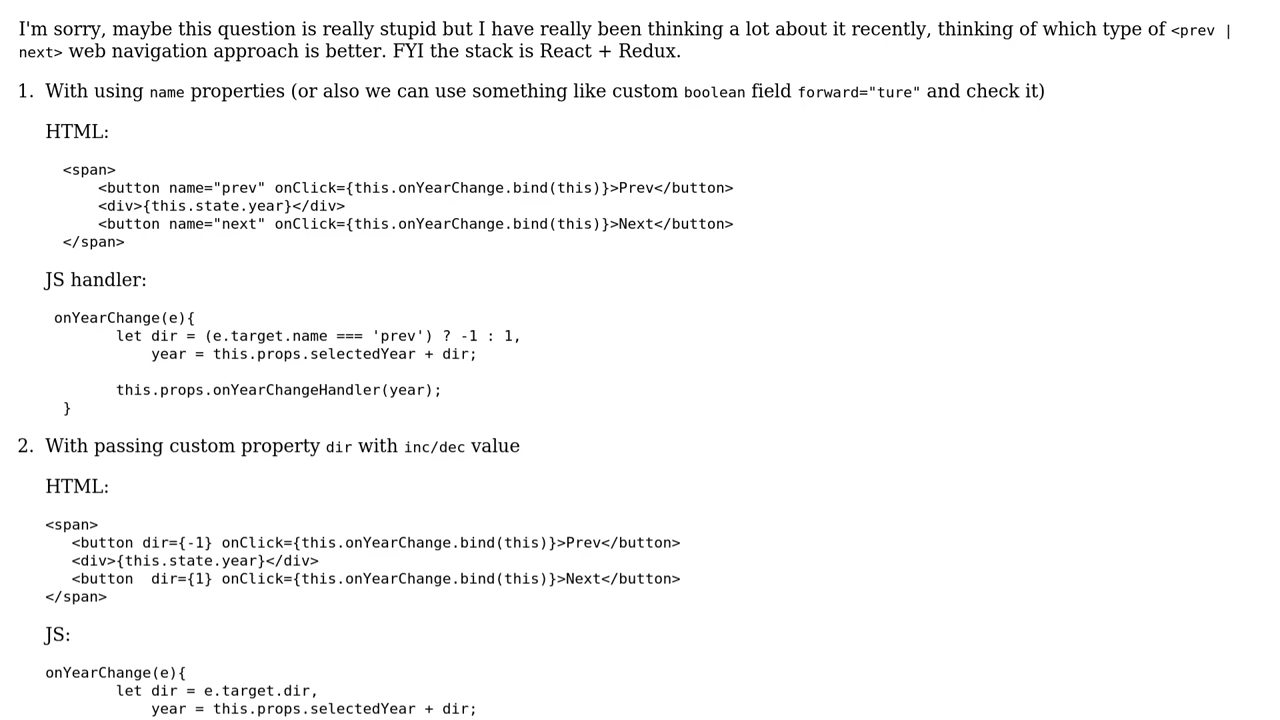 I'm sorry, maybe this question is really stupid but I have really been thinking a lot about it recently, thinking of which type of <prev |
next> web navigation approach is better. FYI the stack is React + Redux.
1. With using name properties (or also we can use something like custom boolean field forward="ture" and check it)
HTML:
<span>
    <button name="prev" onClick={this.onYearChange.bind(this)}>Prev</button>
    <div>{this.state.year}</div>
    <button name="next" onClick={this.onYearChange.bind(this)}>Next</button>
</span>
JS handler:
onYearChange(e){
       let dir = (e.target.name === 'prev') ? -1 : 1,
           year = this.props.selectedYear + dir;
       this.props.onYearChangeHandler(year);
 }
2. With passing custom property dir with inc/dec value
HTML:
<span>
   <button dir={-1} onClick={this.onYearChange.bind(this)}>Prev</button>
   <div>{this.state.year}</div>
   <button  dir={1} onClick={this.onYearChange.bind(this)}>Next</button>
</span>
JS:
onYearChange(e){
        let dir = e.target.dir,
            year = this.props.selectedYear + dir;